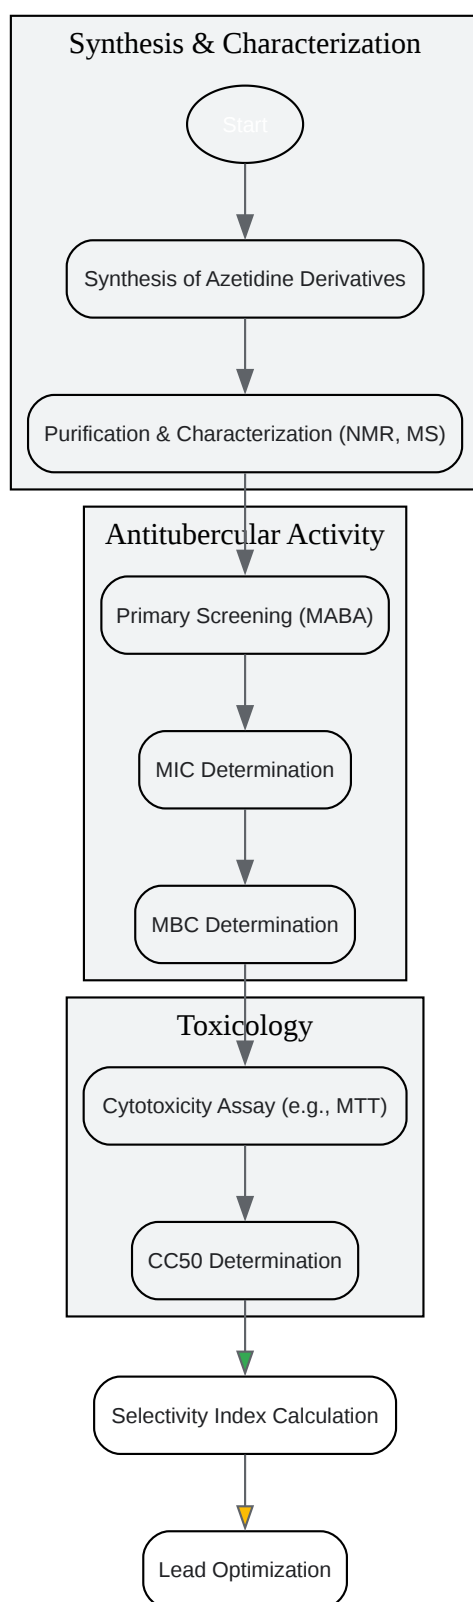 Synthesis & Characterization
Start
Synthesis of Azetidine Derivatives
Purification & Characterization (NMR, MS)
Antitubercular Activity
Primary Screening (MABA)
MIC Determination
MBC Determination
Toxicology
Cytotoxicity Assay (e.g., MTT)
CC50 Determination
Selectivity Index Calculation
Lead Optimization